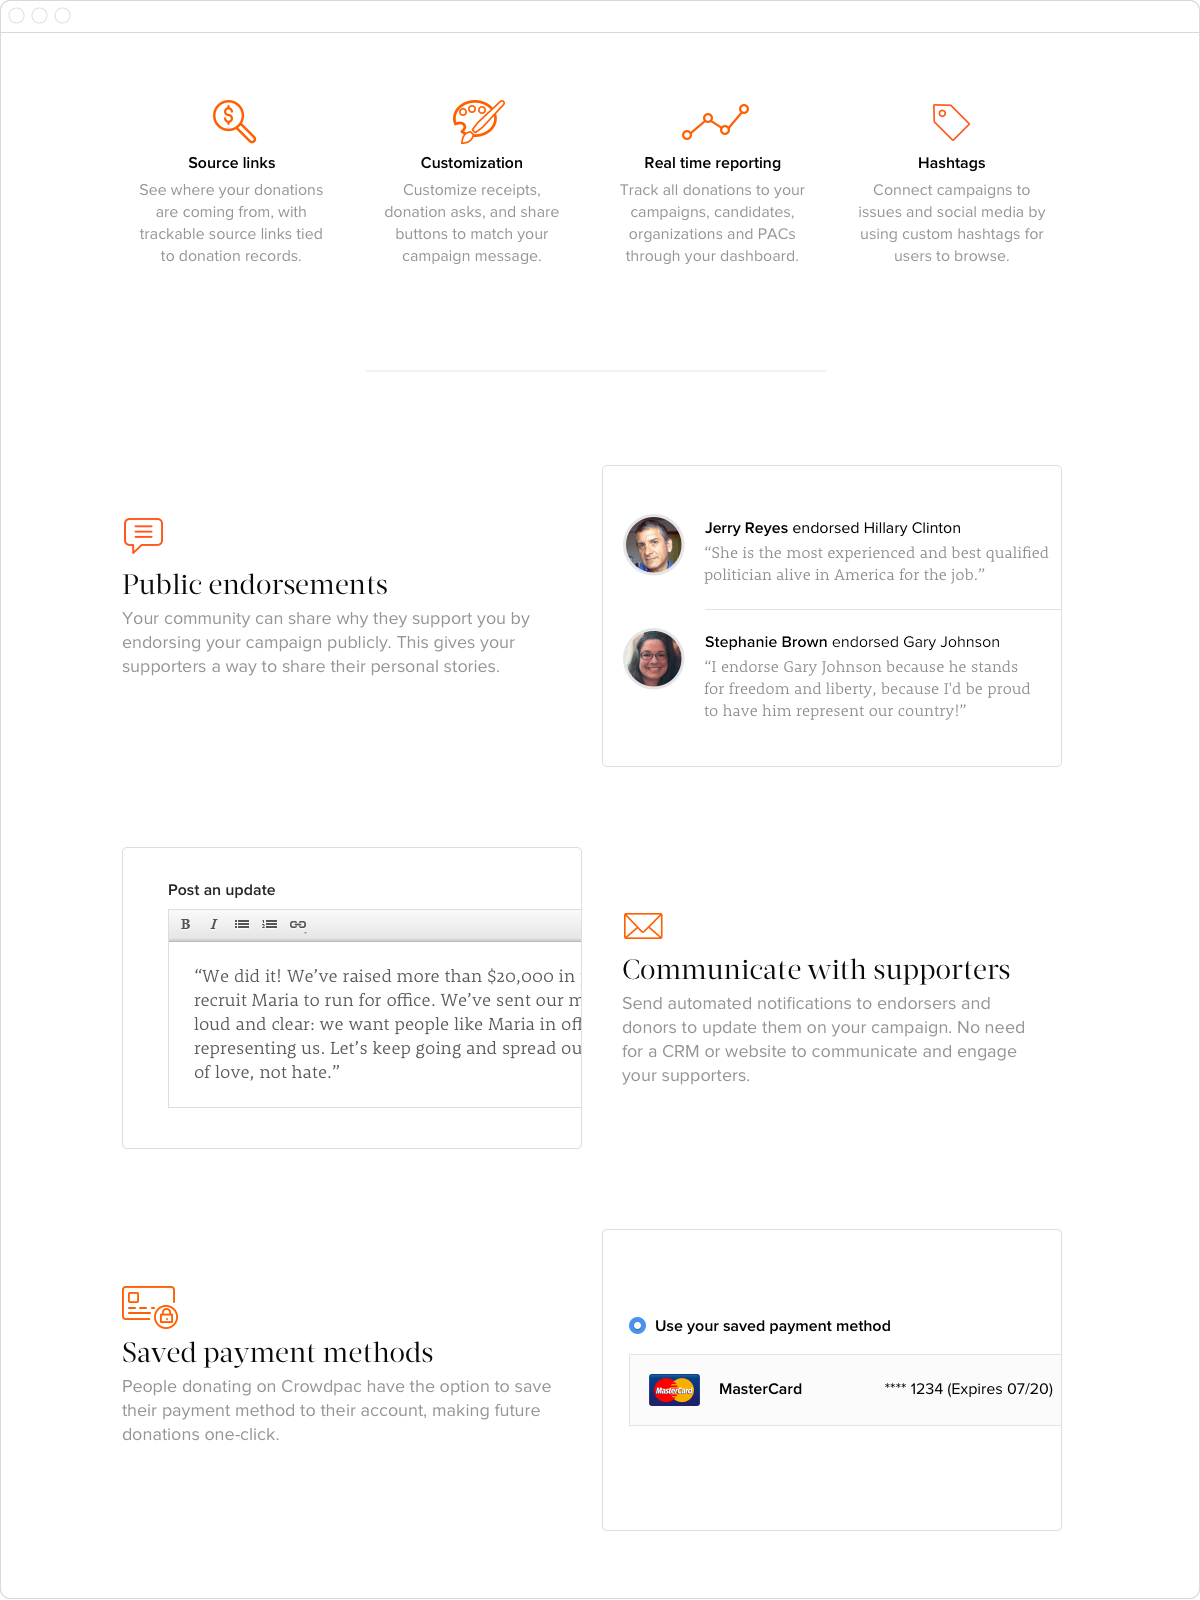 Source links
See where your donations
are coming from, with
trackable source links tied
to donation records.
Customization
Customize receipts,
donation asks, and share
buttons to match your
campaign message.
Real time reporting
Track all donations to your
campaigns, candidates,
organizations and PACs
through your dashboard.
Hashtags
Connect campaigns to
issues and social media by
using custom hashtags for
users to browse.
Public endorsements
Your community can share why they support you by
endorsing your campaign publicly. This gives your
supporters a way to share their personal stories.
Jerry Reyes endorsed Hillary Clinton
“She is the most experienced and best qualified
politician alive in America for the job.”
Stephanie Brown endorsed Gary Johnson
“I endorse Gary Johnson because he stands
for freedom and liberty, because I'd be proud
to have him represent our country!”
Post an update
B I
“We did it! We’ve raised more than $20,000 in
recruit Maria to run for office. We’ve sent our m
loud and clear: we want people like Maria in off
representing us. Let’s keep going and spread ou
of love, not hate.”
Communicate with supporters
Send automated notifications to endorsers and
donors to update them on your campaign. No need
for a CRM or website to communicate and engage
your supporters.
Saved payment methods
People donating on Crowdpac have the option to save
their payment method to their account, making future
donations one-click.
Use your saved payment method
MasterCard MasterCard **** 1234 (Expires 07/20)